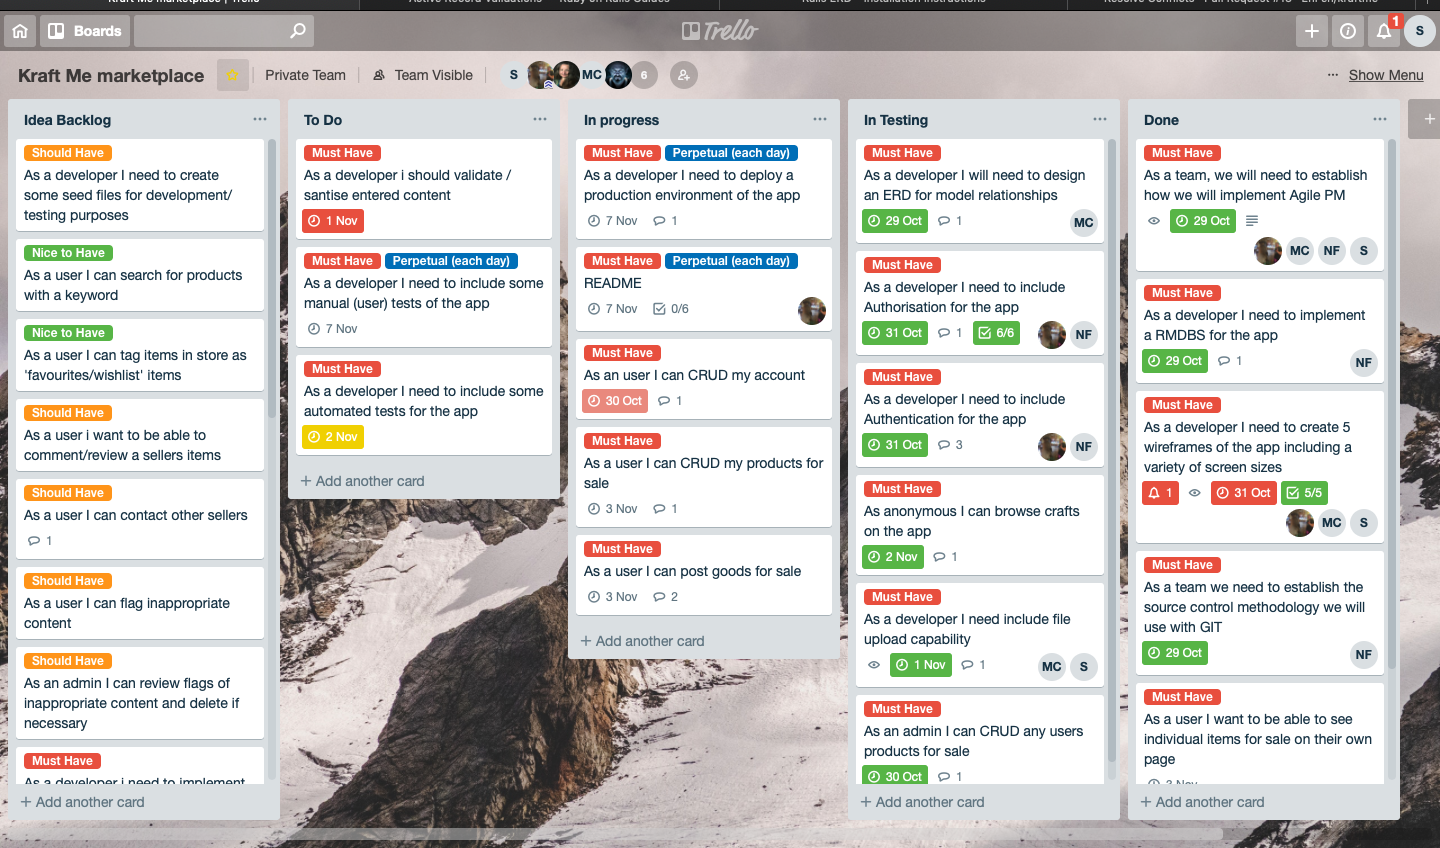 Kraft Me marketplace | Trello
Boards
Trello
1
S
Kraft Me marketplace
Private Team
Team Visible
S
MC
6
Show Menu
Idea Backlog
Should Have
As a developer I need to create
some seed files for development/
testing purposes
Nice to Have
As a user I can search for products
with a keyword
Nice to Have
As a user I can tag items in store as
'favourites/wishlist' items
Should Have
As a user i want to be able to
comment/review a sellers items
Should Have
As a user I can contact other sellers
1
Should Have
As a user I can flag inappropriate
content
Should Have
As an admin I can review flags of
inappropriate content and delete if
necessary
Must Have
As a developer i need to implement
+ Add another card
To Do
Must Have
As a developer i should validate /
santise entered content
1 Nov
Must Have Perpetual (each day)
As a developer I need to include some
manual (user) tests of the app
7 Nov
Must Have
As a developer I need to include some
automated tests for the app
2 Nov
+ Add another card
In progress
Must Have Perpetual (each day)
As a developer I need to deploy a
production environment of the app
7 Nov 1
Must Have Perpetual (each day)
README
7 Nov 0/6
Must Have
As an user I can CRUD my account
30 Oct 1
Must Have
As a user I can CRUD my products for
sale
3 Nov 1
Must Have
As a user I can post goods for sale
3 Nov 2
+ Add another card
In Testing
Must Have
As a developer I will need to design
an ERD for model relationships
29 Oct 1
MC
Must Have
As a developer I need to include
Authorisation for the app
31 Oct 1 6/6
NF
Must Have
As a developer I need to include
Authentication for the app
31 Oct 3
NF
Must Have
As anonymous I can browse crafts
on the app
2 Nov 1
Must Have
As a developer I need include file
upload capability
1 Nov 1
MC S
Must Have
As an admin I can CRUD any users
products for sale
30 Oct 1
+ Add another card
Done
Must Have
As a team, we will need to establish
how we will implement Agile PM
29 Oct
MC NF S
Must Have
As a developer I need to implement
a RMDBS for the app
29 Oct 1
NF
Must Have
As a developer I need to create 5
wireframes of the app including a
variety of screen sizes
1 31 Oct 5/5
MC S
Must Have
As a team we need to establish the
source control methodology we will
use with GIT
29 Oct
NF
Must Have
As a user I want to be able to see
individual items for sale on their own
page
3 Nov
+ Add another card